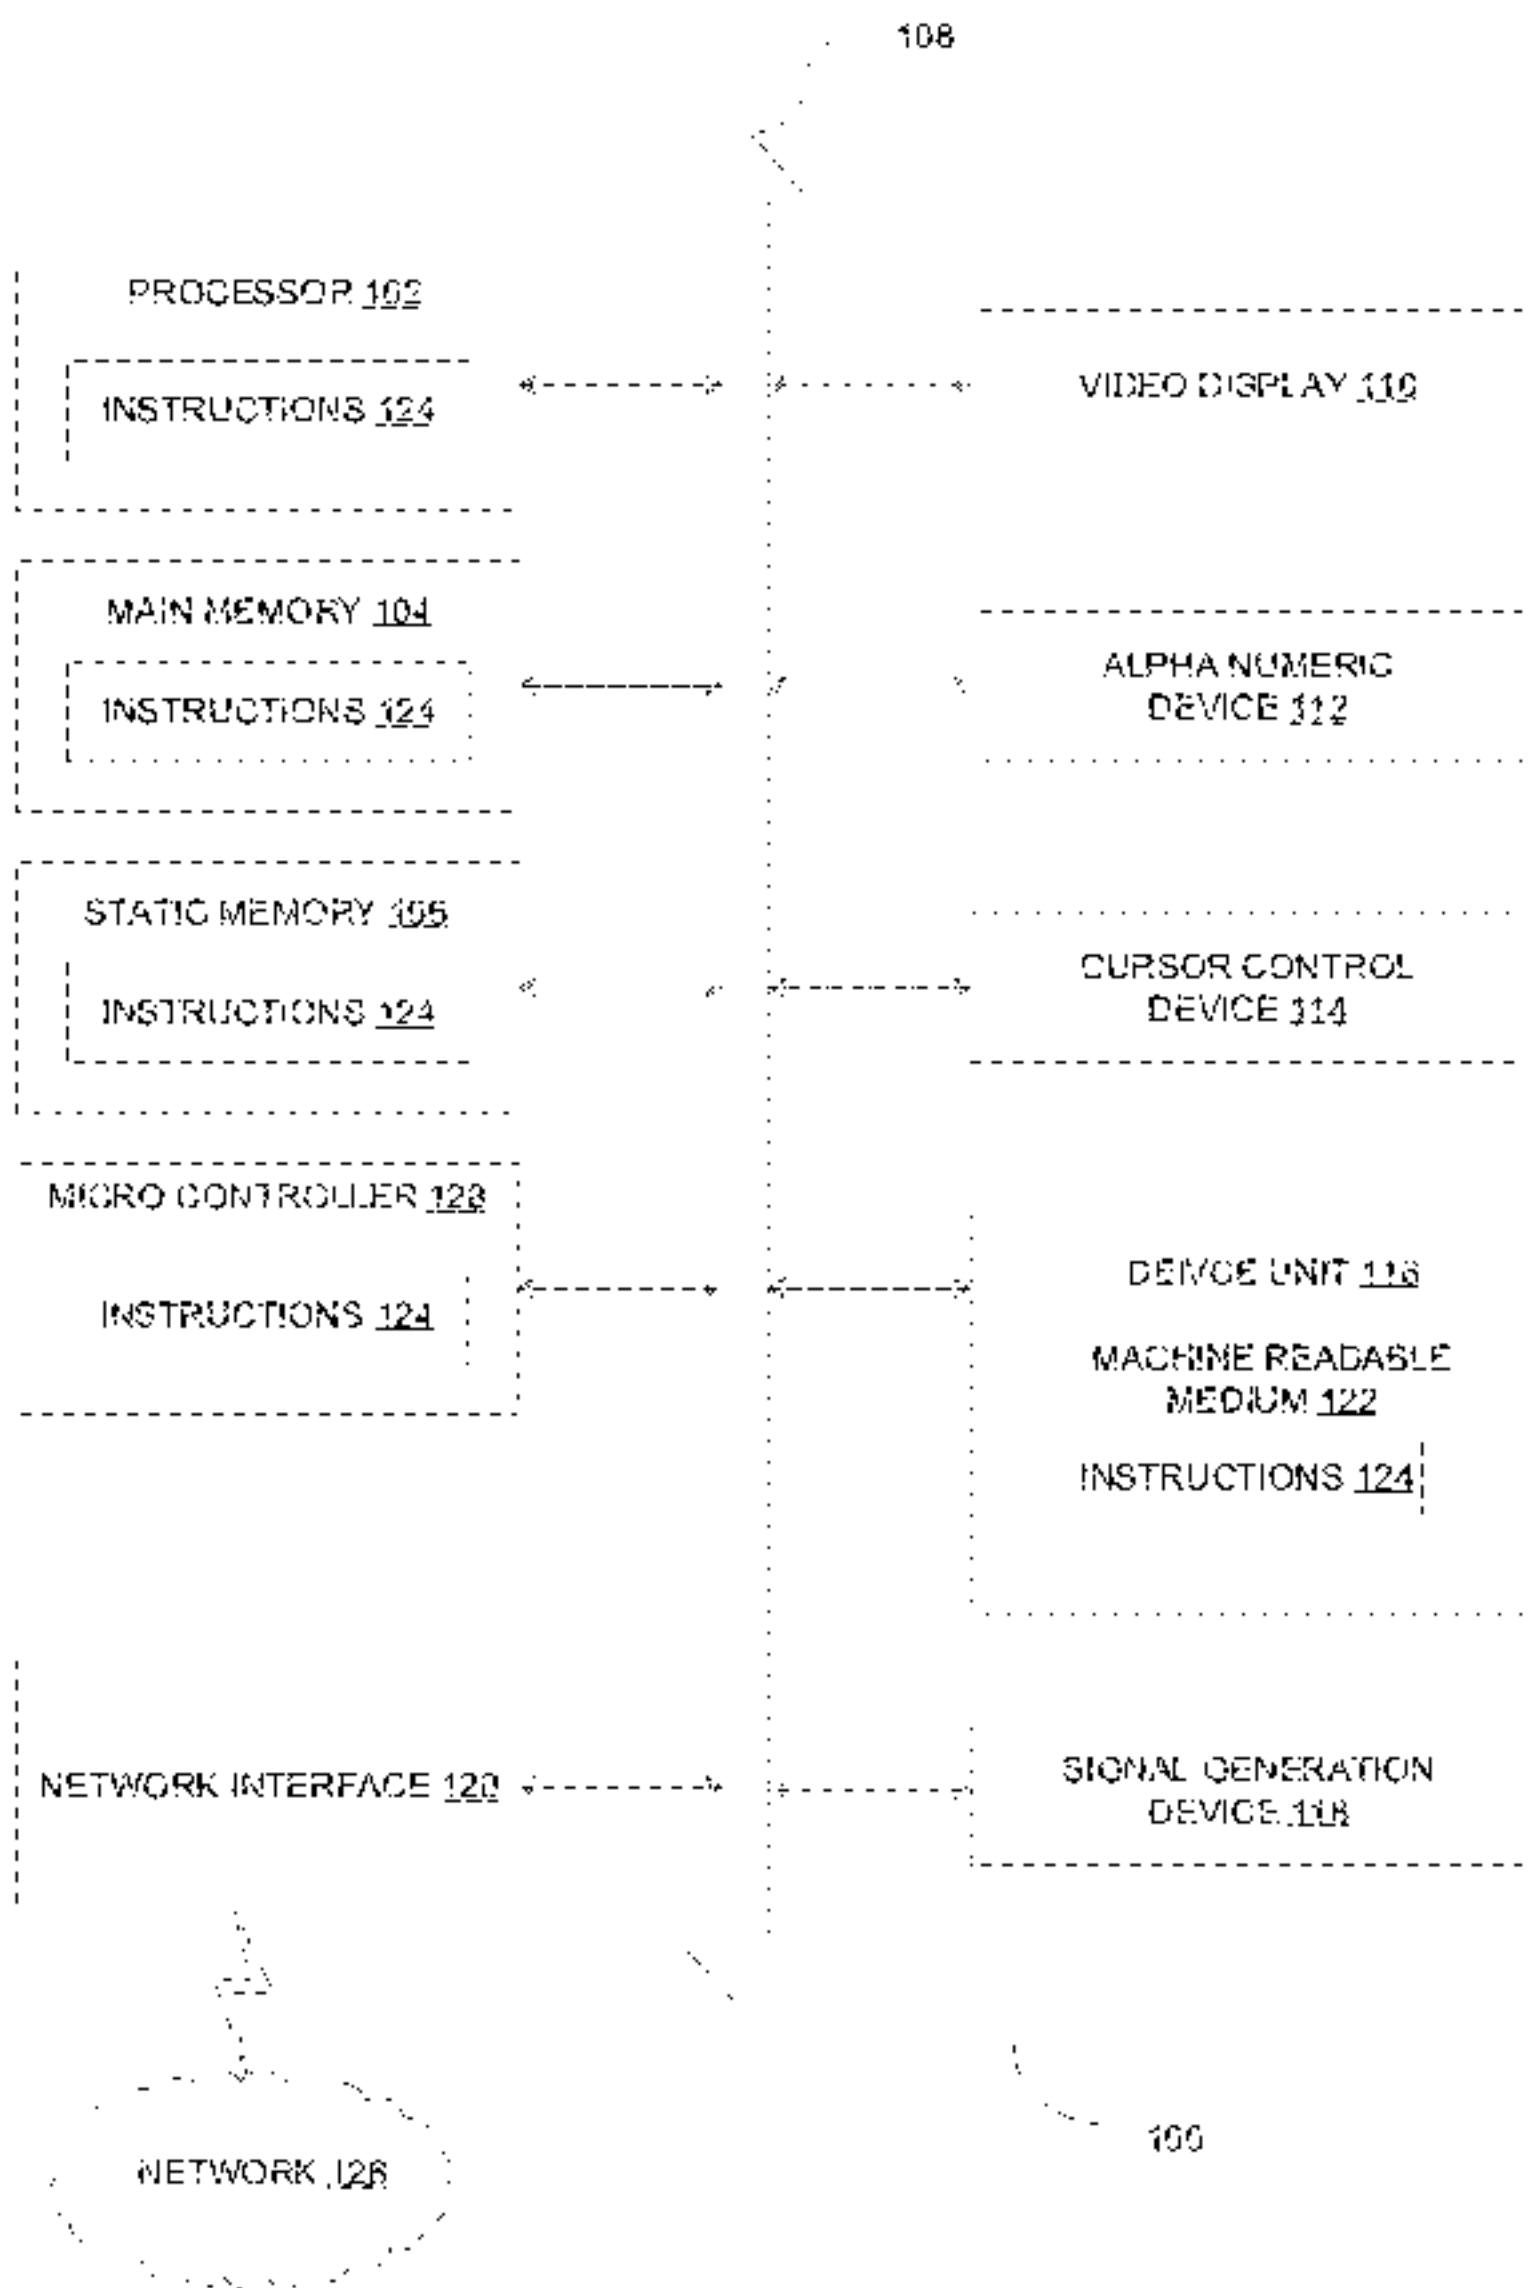 108
PROCESSOR 102
INSTRUCTIONS 124
MAIN MEMORY 104
INSTRUCTIONS 124
STATIC MEMORY 106
INSTRUCTIONS 124
MICRO CONTROLLER 128
INSTRUCTIONS 124
NETWORK INTERFACE 120
NETWORK 126
VIDEO DISPLAY 110
ALPHA NUMERIC
DEVICE 112
CURSOR CONTROL
DEVICE 114
DEIVCE UNIT 116
MACHINE READABLE
MEDIUM 122
INSTRUCTIONS 124
SIGNAL GENERATION
DEVICE 118
100